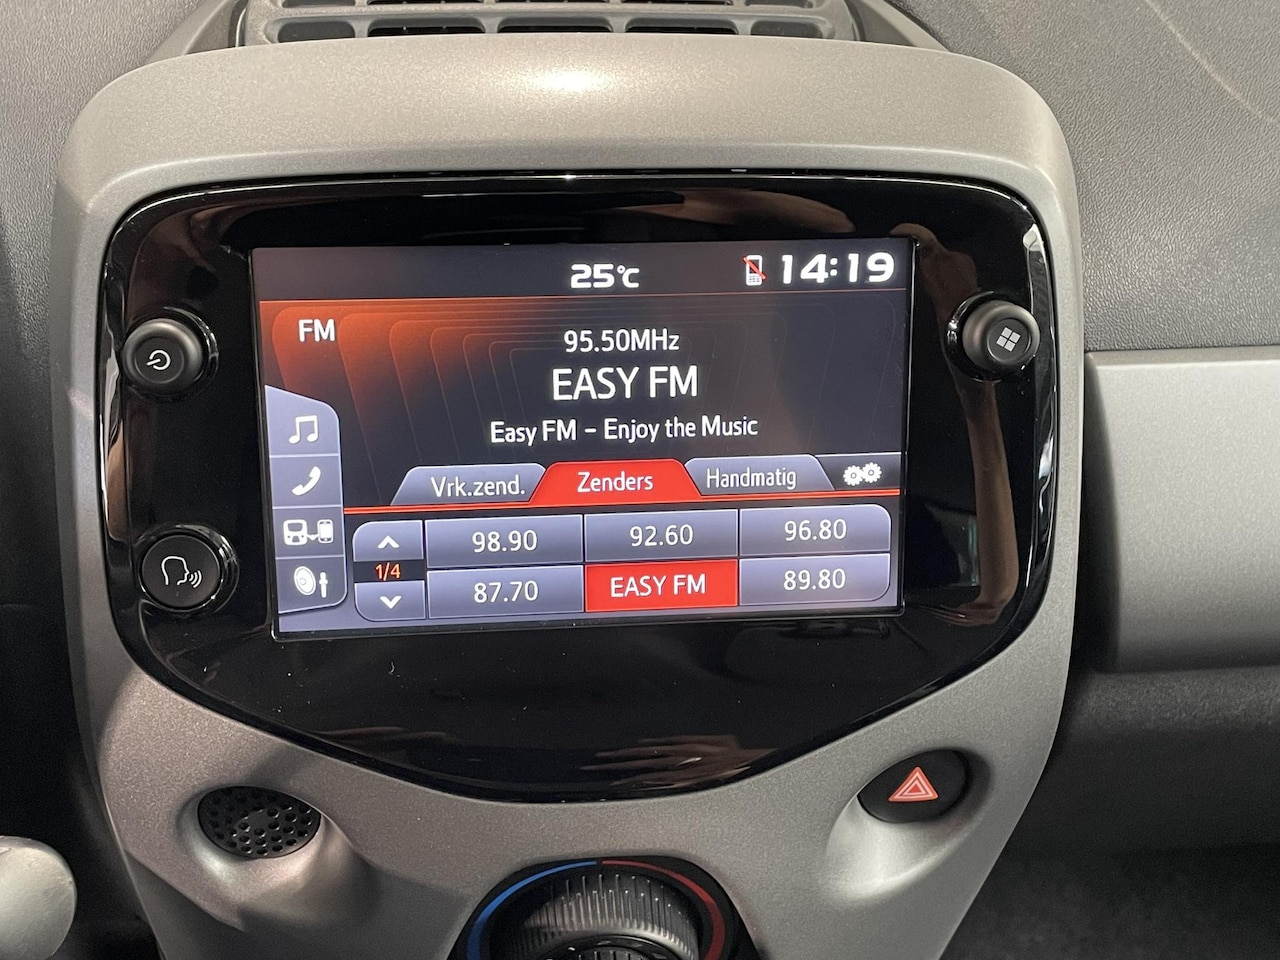 25°C 14:19
FM
95.50MHz
EASY FM
Easy FM - Enjoy the Music
Vrk.zend. Zenders Handmatig
98.90 92.60 96.80
1/4
87.70 EASY FM 89.80